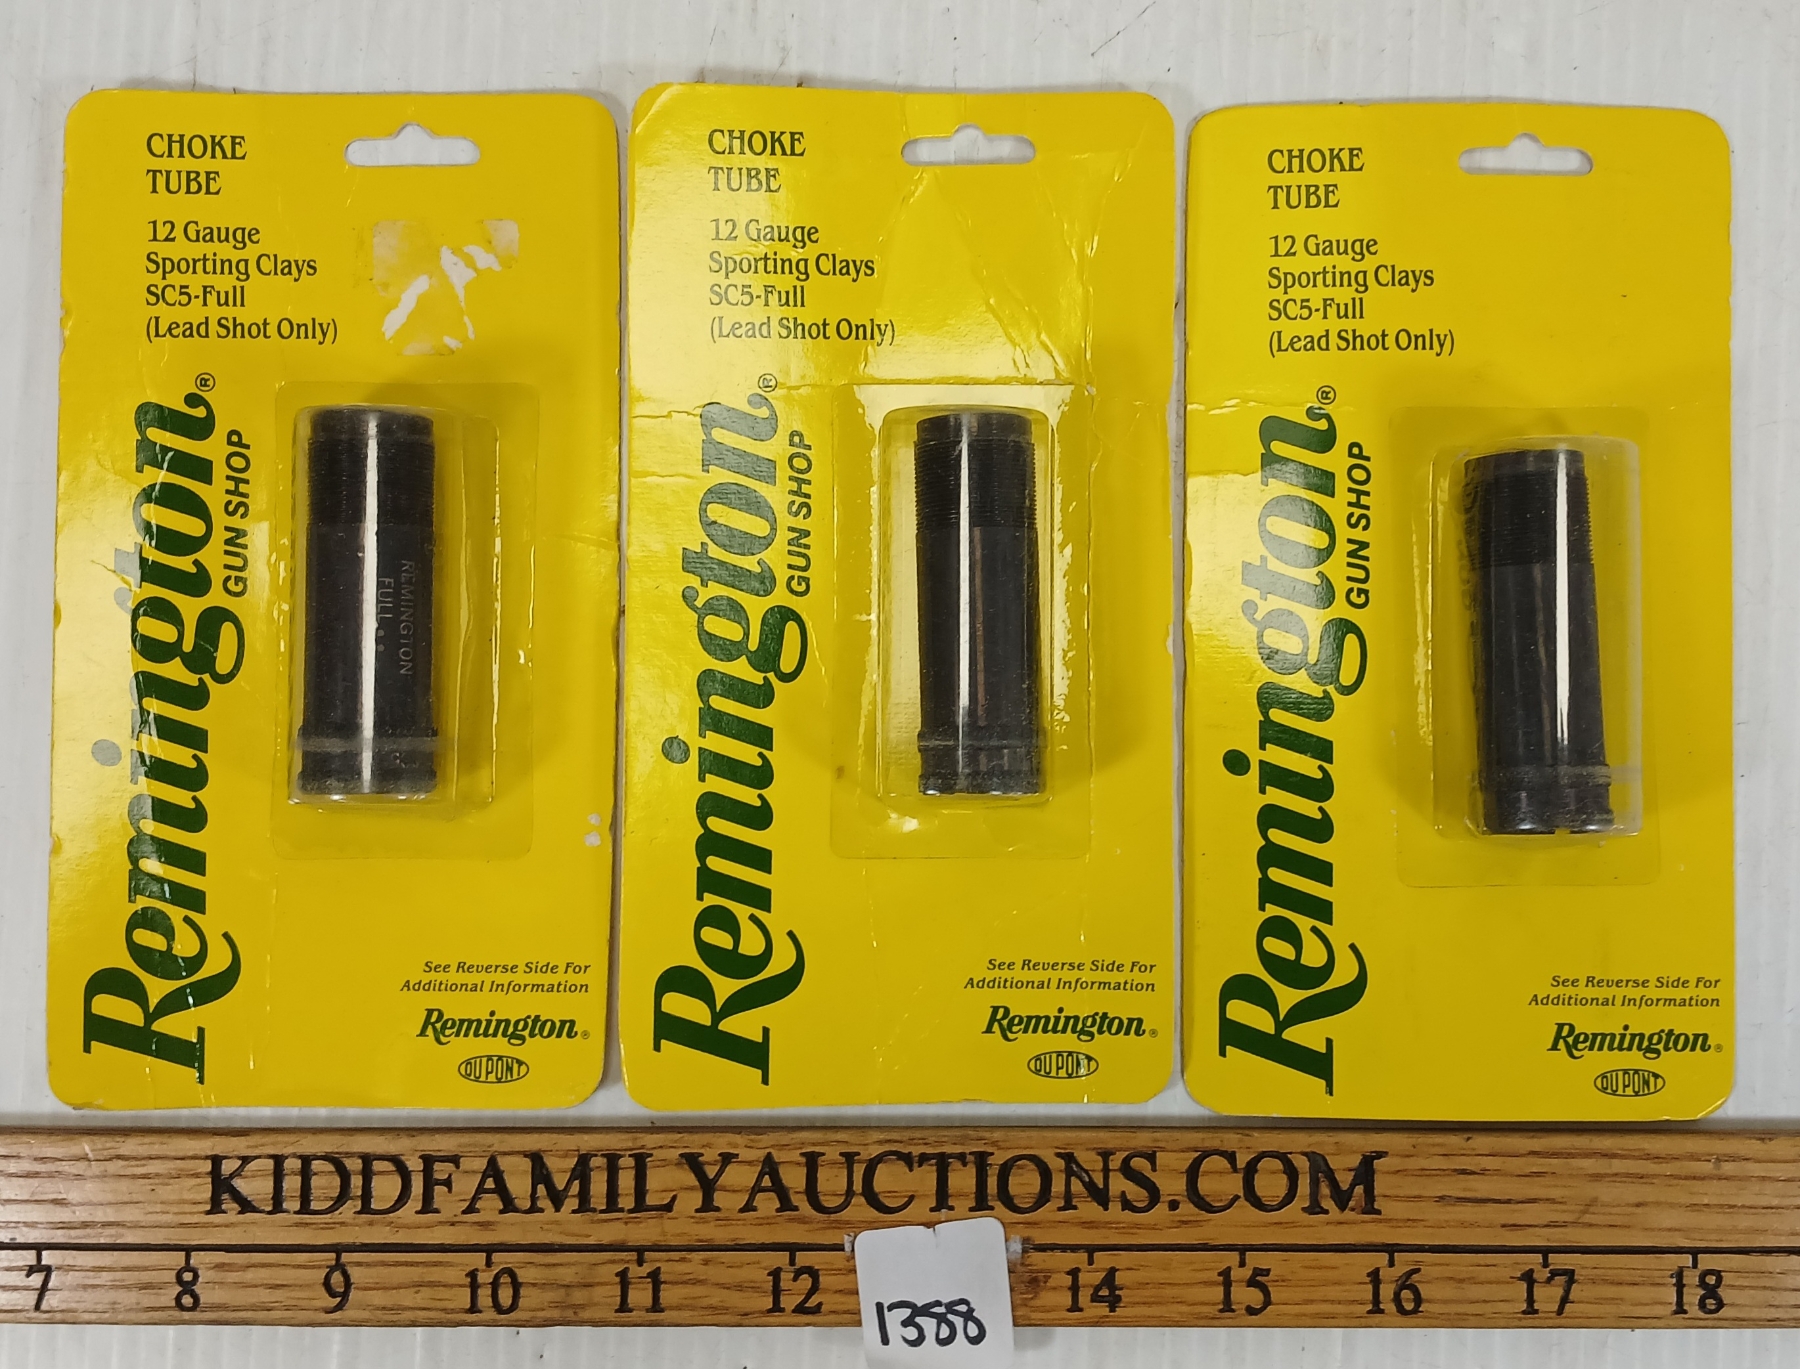 CHOKE
TUBE
12 Gauge
Sporting Clays
SC5-Full
(Lead Shot Only)
Remington®
GUN SHOP
REMINGTON
FULL
See Reverse Side For
Additional Information
Remington®
DU PONT
CHOKE
TUBE
12 Gauge
Sporting Clays
SC5-Full
(Lead Shot Only)
Remington®
GUN SHOP
See Reverse Side For
Additional Information
Remington®
DU PONT
CHOKE
TUBE
12 Gauge
Sporting Clays
SC5-Full
(Lead Shot Only)
Remington®
GUN SHOP
See Reverse Side For
Additional Information
Remington®
DU PONT
KIDDFAMILYAUCTIONS.COM
7 8 9 10 11 12 14 15 16 17 18
1388